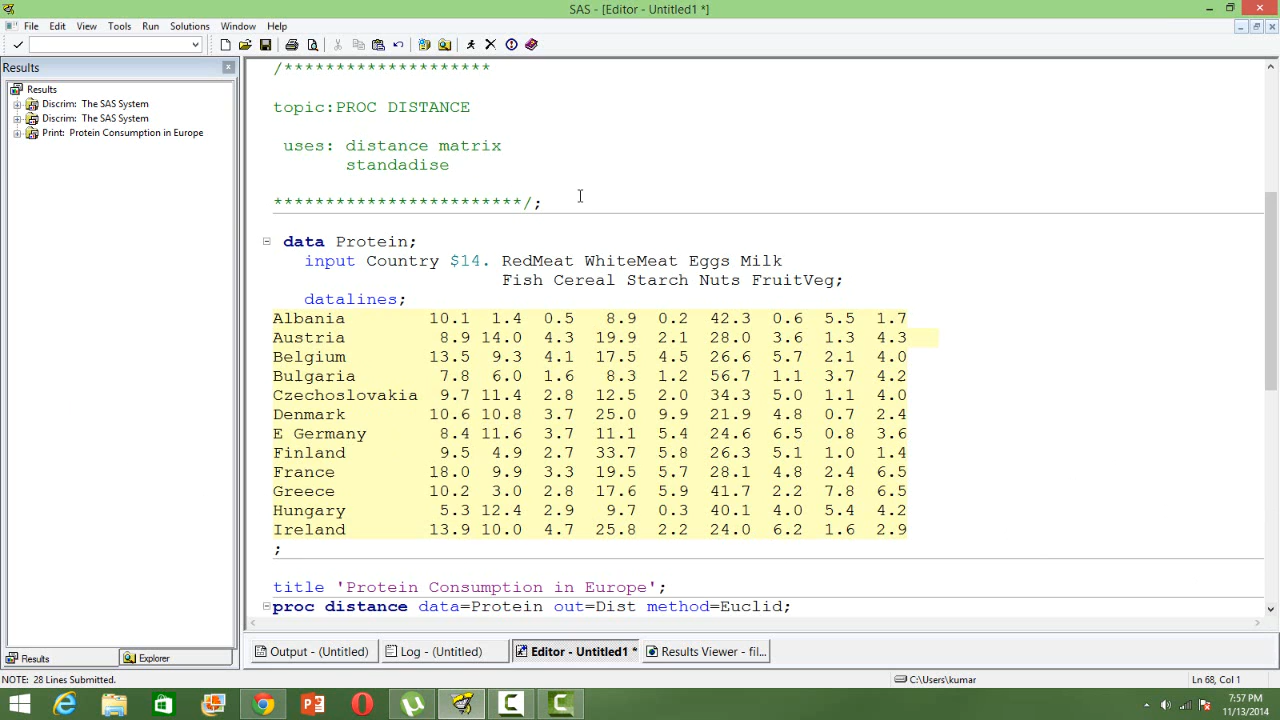 SAS - [Editor - Untitled1 *]
File Edit View Tools Run Solutions Window Help
Results
Results
Discrim: The SAS System
Discrim: The SAS System
Print: Protein Consumption in Europe
/********************
topic:PROC DISTANCE
uses: distance matrix
standadise
************************/;
data Protein;
input Country $14. RedMeat WhiteMeat Eggs Milk
Fish Cereal Starch Nuts FruitVeg;
datalines;
Albania 10.1 1.4 0.5 8.9 0.2 42.3 0.6 5.5 1.7
Austria 8.9 14.0 4.3 19.9 2.1 28.0 3.6 1.3 4.3
Belgium 13.5 9.3 4.1 17.5 4.5 26.6 5.7 2.1 4.0
Bulgaria 7.8 6.0 1.6 8.3 1.2 56.7 1.1 3.7 4.2
Czechoslovakia 9.7 11.4 2.8 12.5 2.0 34.3 5.0 1.1 4.0
Denmark 10.6 10.8 3.7 25.0 9.9 21.9 4.8 0.7 2.4
E Germany 8.4 11.6 3.7 11.1 5.4 24.6 6.5 0.8 3.6
Finland 9.5 4.9 2.7 33.7 5.8 26.3 5.1 1.0 1.4
France 18.0 9.9 3.3 19.5 5.7 28.1 4.8 2.4 6.5
Greece 10.2 3.0 2.8 17.6 5.9 41.7 2.2 7.8 6.5
Hungary 5.3 12.4 2.9 9.7 0.3 40.1 4.0 5.4 4.2
Ireland 13.9 10.0 4.7 25.8 2.2 24.0 6.2 1.6 2.9
;
title 'Protein Consumption in Europe';
proc distance data=Protein out=Dist method=Euclid;
Results Explorer
Output - (Untitled) Log - (Untitled) Editor - Untitled1 * Results Viewer - fil...
NOTE: 28 Lines Submitted. C:\Users\kumar Ln 68, Col 1
7:57 PM
11/13/2014